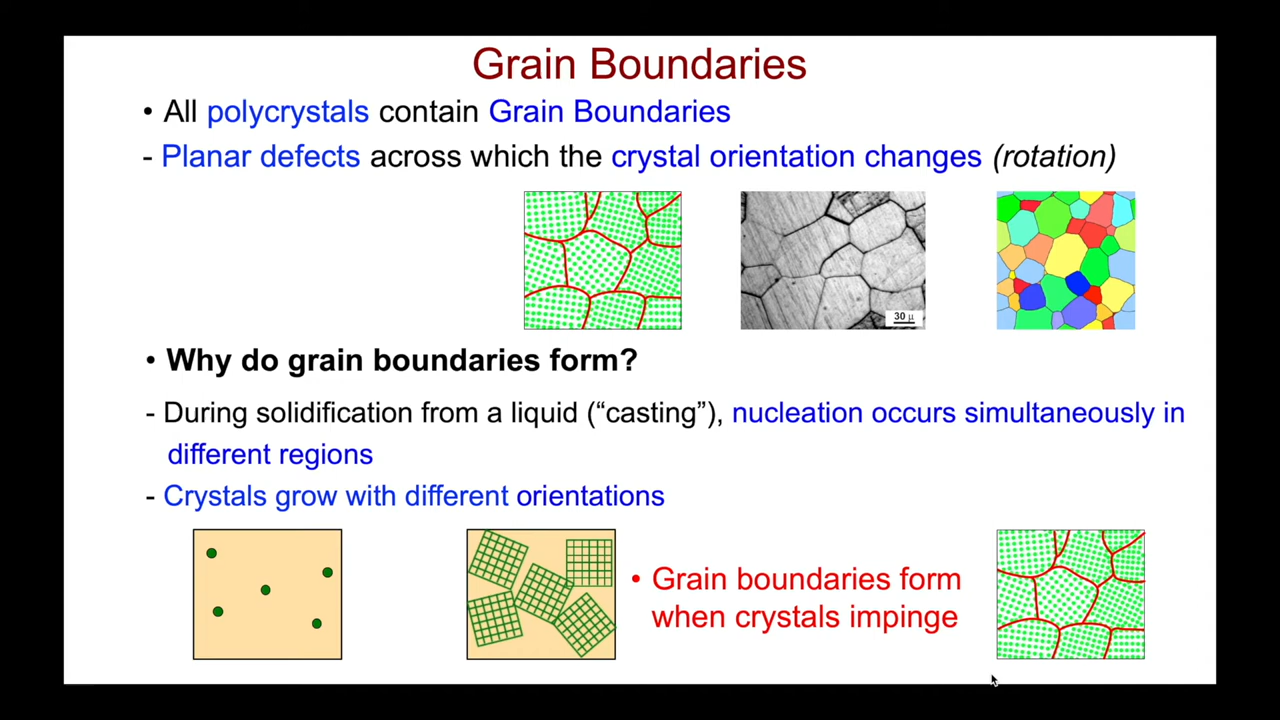 Grain Boundaries
• All polycrystals contain Grain Boundaries
- Planar defects across which the crystal orientation changes (rotation)
30 μ
• Why do grain boundaries form?
- During solidification from a liquid (“casting”), nucleation occurs simultaneously in
different regions
- Crystals grow with different orientations
• Grain boundaries form
when crystals impinge